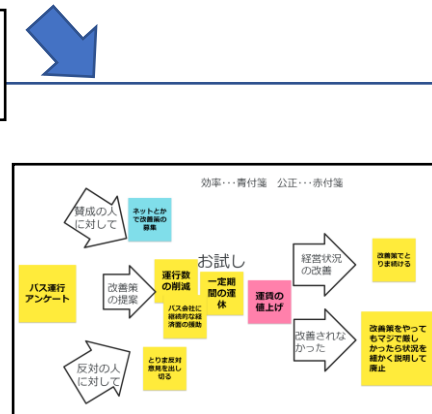 効率･･･青付箋　公正･･･赤付箋
賛成の人
に対して
ネットとか
で改善策の
募集
バス運行
アンケート
改善策
の提案
運行数
の削減
バス会社に
継続的な経
済面の援助
お試し
一定期
間の運
休
運賃の
値上げ
経営状況
の改善
改善策でと
りま続ける
改善されな
かった
改善策をやって
もマジで厳し
かったら状況を
細かく説明して
廃止
反対の人
に対して
とりま反対
意見を出し
切る